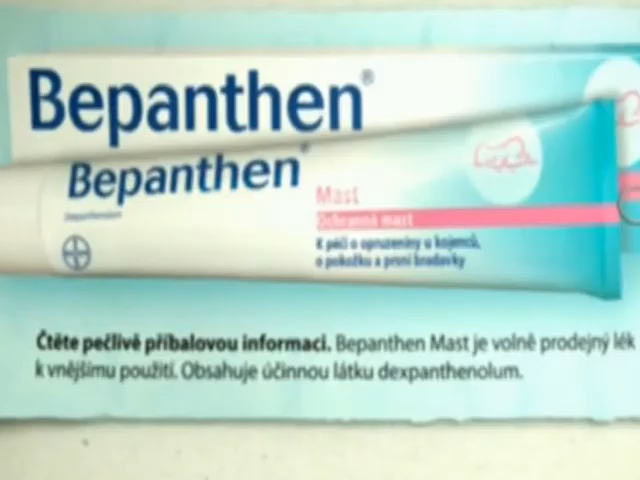 Bepanthen®
Bepanthen®
Mast
Ochranná mast
K péči o opruzeniny u kojenců,
o pokožku a prsní bradavky
Čtěte pečlivě příbalovou informaci. Bepanthen Mast je volně prodejný lék
k vnějšímu použití. Obsahuje účinnou látku dexpanthenolum.